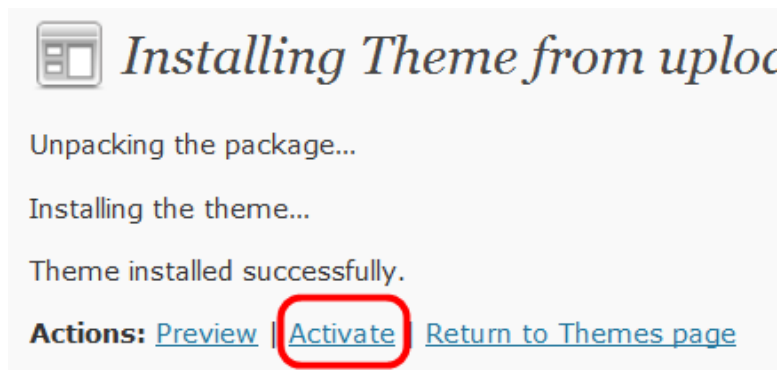 Installing Theme from uploa
Unpacking the package...
Installing the theme...
Theme installed successfully.
Actions: Preview | Activate | Return to Themes page